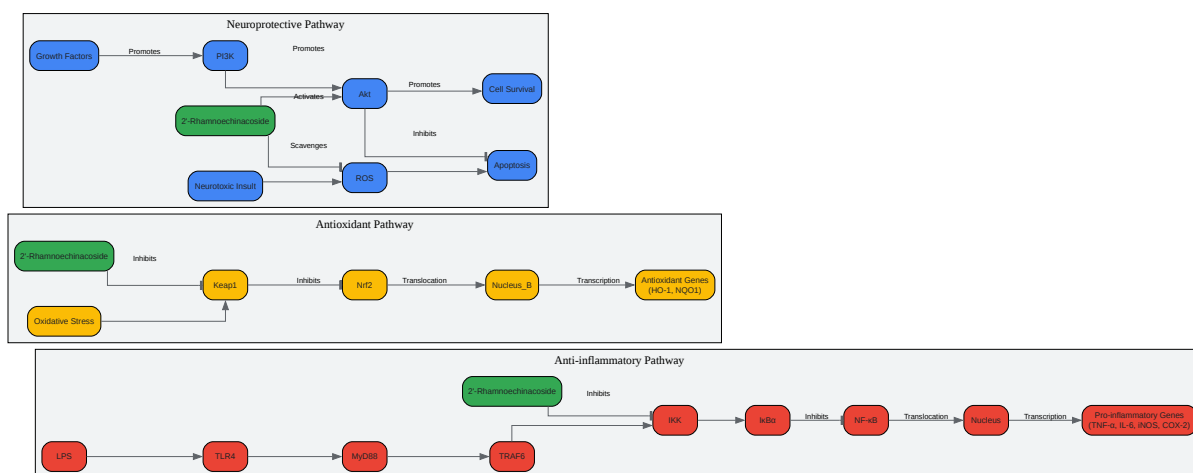 Neuroprotective Pathway
Growth Factors
Promotes
PI3K
Promotes
Activates
Akt
Promotes
Cell Survival
2'-Rhamnoechinacoside
Scavenges
Inhibits
Neurotoxic Insult
ROS
Apoptosis
Antioxidant Pathway
2'-Rhamnoechinacoside
Inhibits
Oxidative Stress
Keap1
Inhibits
Nrf2
Translocation
Nucleus_B
Transcription
Antioxidant Genes
(HO-1, NQO1)
Anti-inflammatory Pathway
2'-Rhamnoechinacoside
Inhibits
LPS
TLR4
MyD88
TRAF6
IKK
IκBα
Inhibits
NF-κB
Translocation
Nucleus
Transcription
Pro-inflammatory Genes
(TNF-α, IL-6, iNOS, COX-2)